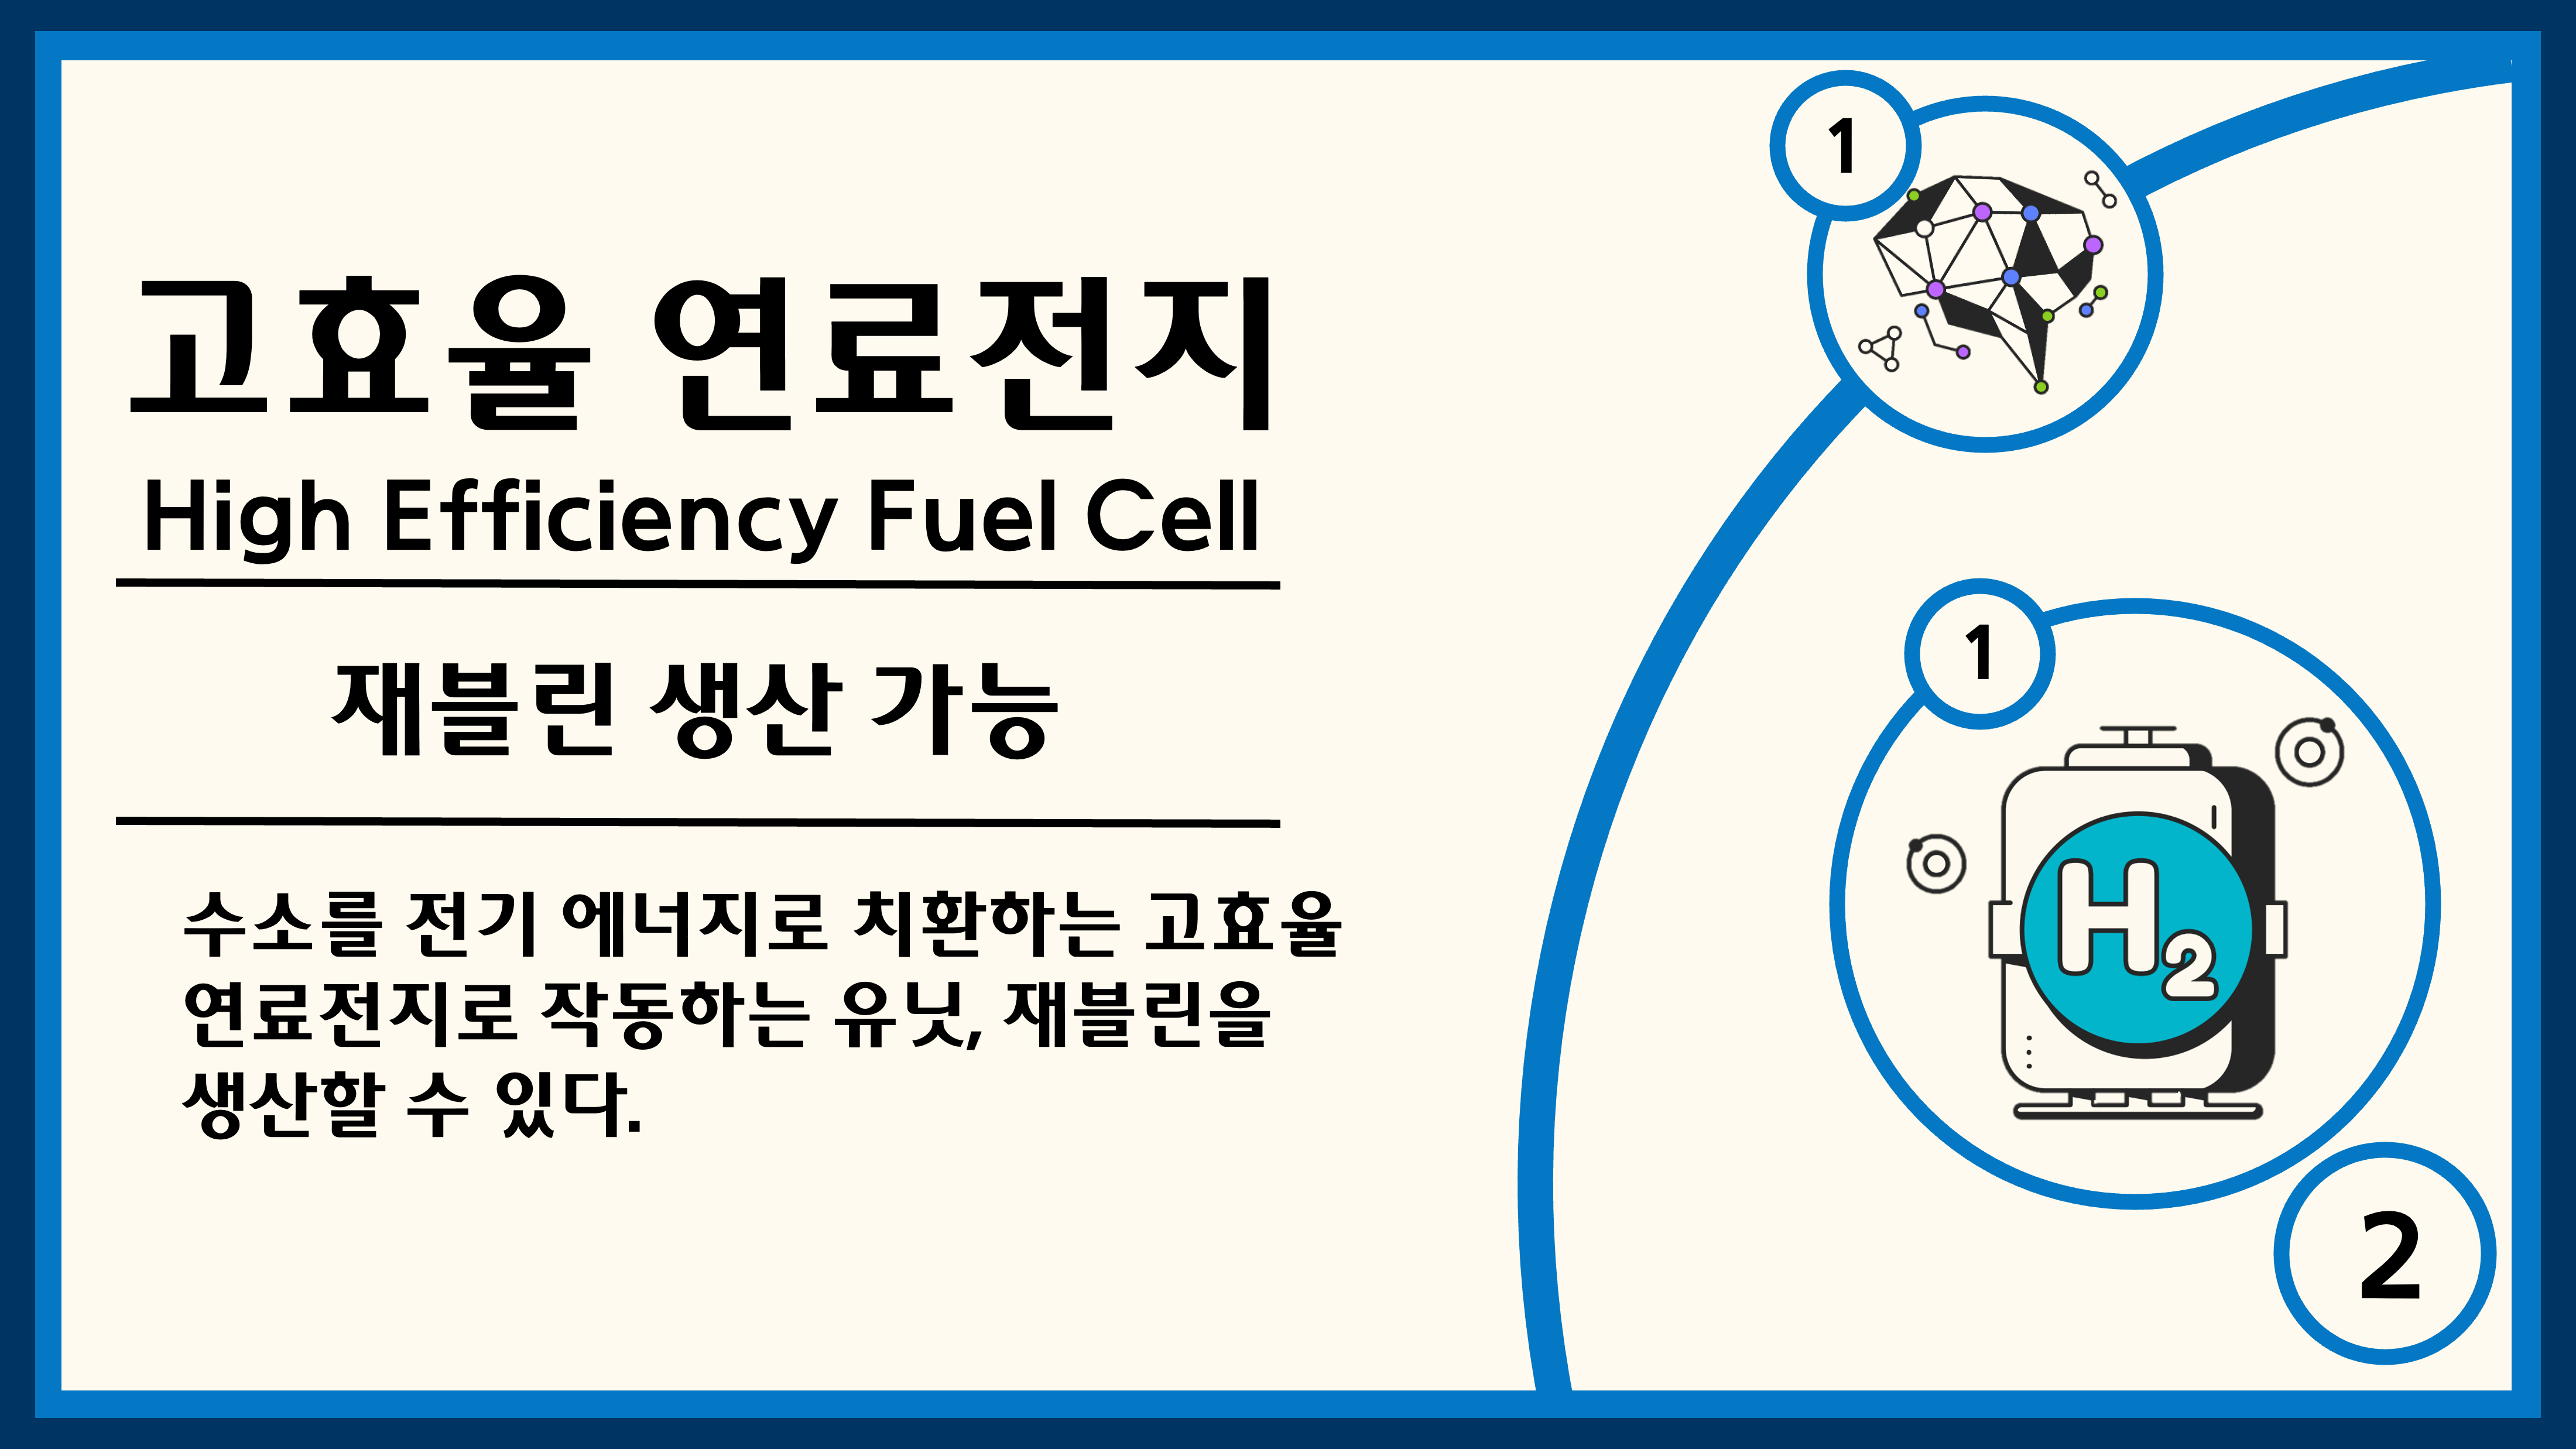 고효율 연료전지
High Efficiency Fuel Cell
재블린 생산 가능
수소를 전기 에너지로 치환하는 고효율
연료전지로 작동하는 유닛, 재블린을
생산할 수 있다.
1
1
H2
2